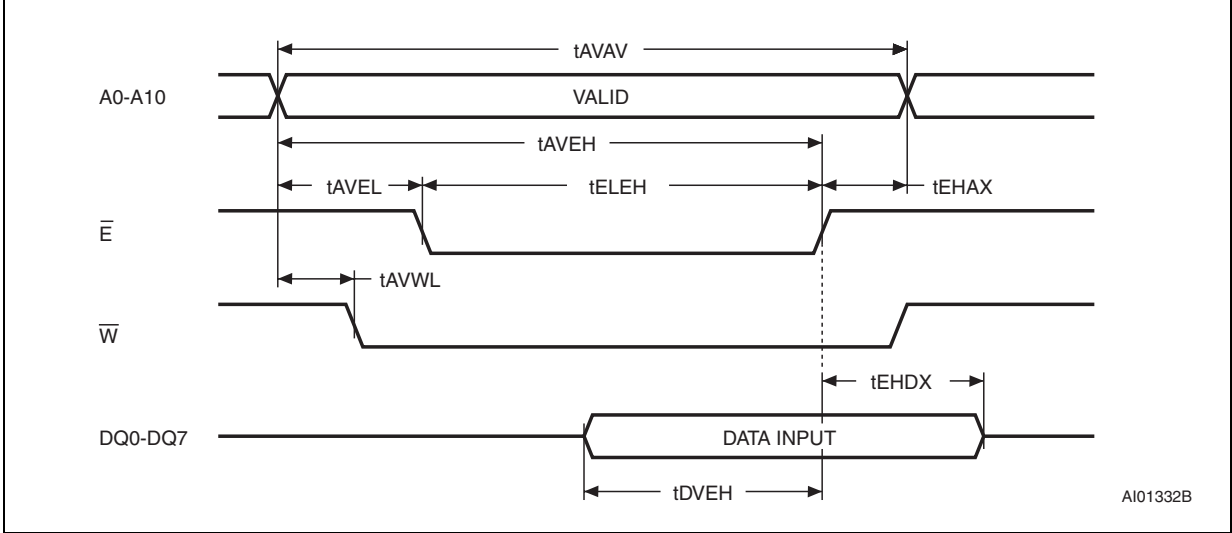 tAVAV
A0-A10 VALID
tAVEH
tAVEL tELEH tEHAX
E̅
tAVWL
W̅
tEHDX
DQ0-DQ7 DATA INPUT
tDVEH
AI01332B